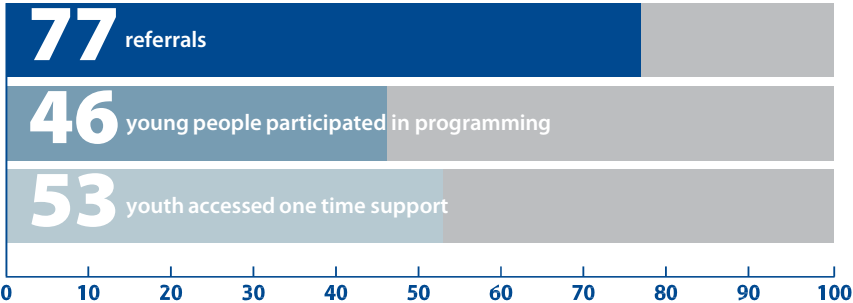 77 referrals
46 young people participated in programming
53 youth accessed one time support
0 10 20 30 40 50 60 70 80 90 100